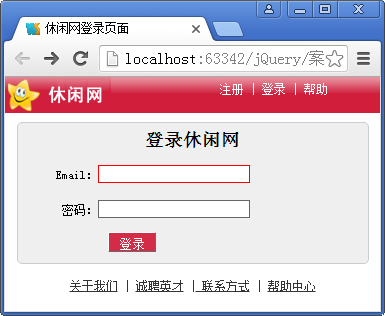 休闲网登录页面
localhost:63342/jQuery/案
休闲网
注册 | 登录 | 帮助
登录休闲网
Email:
密码:
登录
关于我们 | 诚聘英才 | 联系方式 | 帮助中心